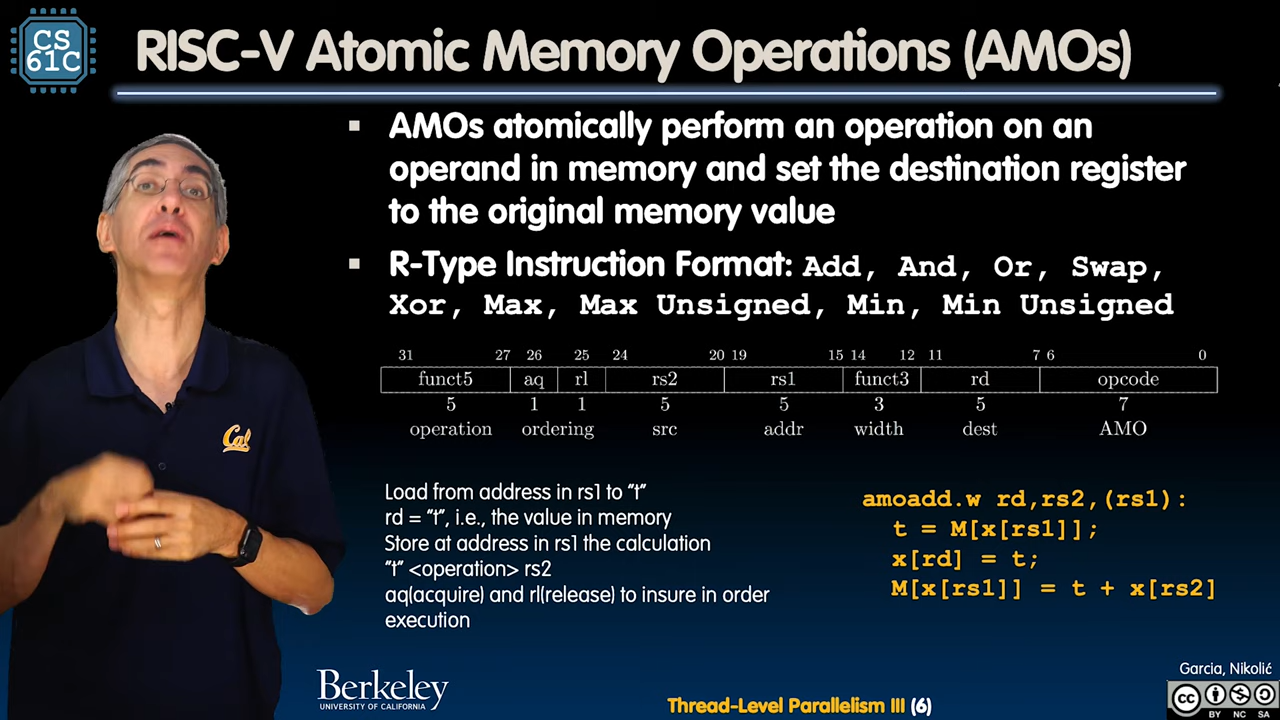 CS
61C
RISC-V Atomic Memory Operations (AMOs)
▪ AMOs atomically perform an operation on an
operand in memory and set the destination register
to the original memory value
▪ R-Type Instruction Format: Add, And, Or, Swap,
Xor, Max, Max Unsigned, Min, Min Unsigned
31 27 26 25 24 20 19 15 14 12 11 7 6 0
funct5 aq rl rs2 rs1 funct3 rd opcode
5 1 1 5 5 3 5 7
operation ordering src addr width dest AMO
Load from address in rs1 to "t"
rd = "t", i.e., the value in memory
Store at address in rs1 the calculation
"t" <operation> rs2
aq(acquire) and rl(release) to insure in order
execution
amoadd.w rd,rs2,(rs1):
t = M[x[rs1]];
x[rd] = t;
M[x[rs1]] = t + x[rs2]
Cal
Berkeley
UNIVERSITY OF CALIFORNIA
Thread-Level Parallelism III (6)
Garcia, Nikolić
cc
BY NC SA